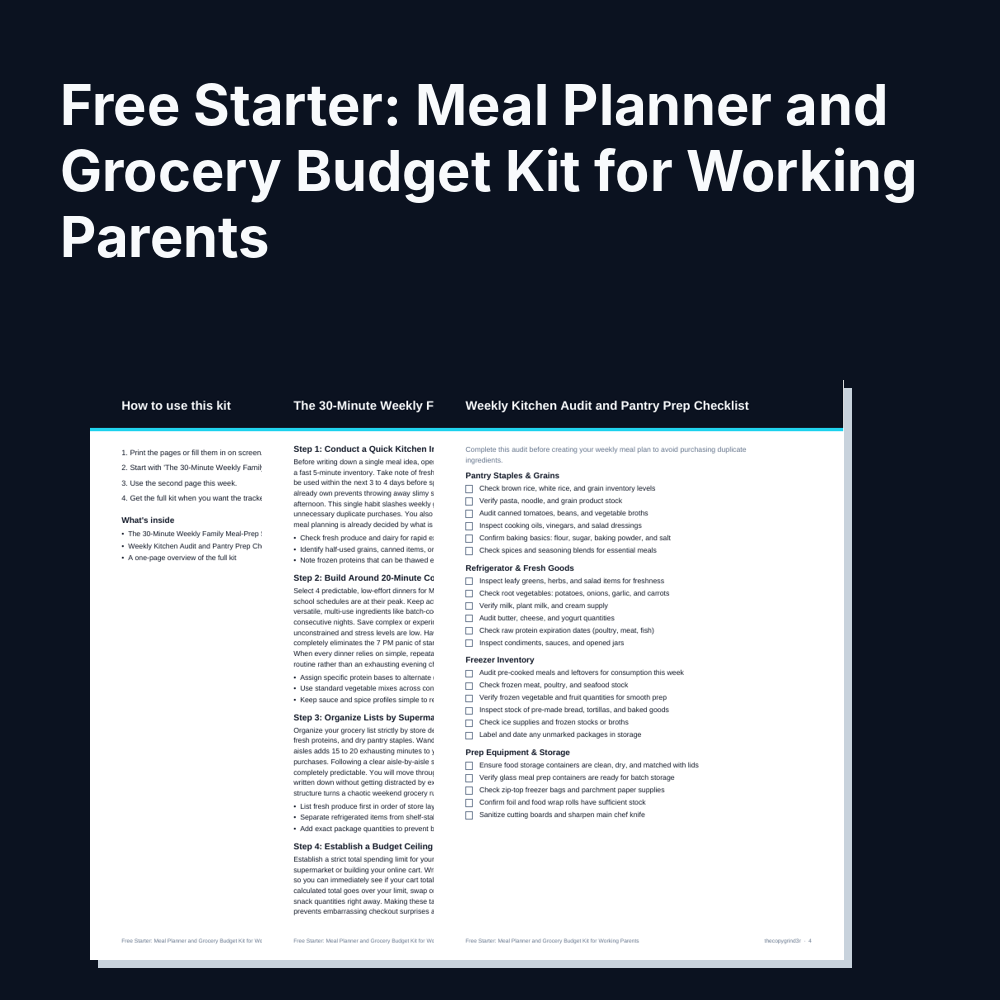 Free Starter: Meal Planner and
Grocery Budget Kit for Working
Parents
How to use this kit
1. Print the pages or fill them in on screen
2. Start with 'The 30-Minute Weekly Family
3. Use the second page this week.
4. Get the full kit when you want the tracke
What's inside
• The 30-Minute Weekly Family Meal-Prep
• Weekly Kitchen Audit and Pantry Prep Ch
• A one-page overview of the full kit
Free Starter: Meal Planner and Grocery Budget Kit for Wo
The 30-Minute Weekly F
Step 1: Conduct a Quick Kitchen
Before writing down a single meal idea, ope
a fast 5-minute inventory. Take note of fresh
be used within the next 3 to 4 days before
already own prevents throwing away slimy
afternoon. This single habit slashes weekly
unnecessary duplicate purchases. You also
meal planning is already decided by what is
• Check fresh produce and dairy for rapid
• Identify half-used grains, canned items, or
• Note frozen proteins that can be thawed
Step 2: Build Around 20-Minute Co
Select 4 predictable, low-effort dinners for M
school schedules are at their peak. Keep ac
versatile, multi-use ingredients like batch-co
consecutive nights. Save complex or experi
unconstrained and stress levels are low. Ha
completely eliminates the 7 PM panic of star
When every dinner relies on simple, repeata
routine rather than an exhausting evening ch
• Assign specific protein bases to alternate
• Use standard vegetable mixes across con
• Keep sauce and spice profiles simple to re
Step 3: Organize Lists by Superma
Organize your grocery list strictly by store de
fresh proteins, and dry pantry staples. Wand
aisles adds 15 to 20 exhausting minutes to y
purchases. Following a clear aisle-by-aisle s
completely predictable. You will move throug
written down without getting distracted by ex
structure turns a chaotic weekend grocery
• List fresh produce first in order of store lay
• Separate refrigerated items from shelf-sta
• Add exact package quantities to prevent b
Step 4: Establish a Budget Ceiling
Establish a strict total spending limit for your
supermarket or building your online cart. Wr
so you can immediately see if your cart total
calculated total goes over your limit, swap o
snack quantities right away. Making these ta
prevents embarrassing checkout surprises a
Free Starter: Meal Planner and Grocery Budget Kit for Wo
Weekly Kitchen Audit and Pantry Prep Checklist
Complete this audit before creating your weekly meal plan to avoid purchasing duplicate
ingredients.
Pantry Staples & Grains
Check brown rice, white rice, and grain inventory levels
Verify pasta, noodle, and grain product stock
Audit canned tomatoes, beans, and vegetable broths
Inspect cooking oils, vinegars, and salad dressings
Confirm baking basics: flour, sugar, baking powder, and salt
Check spices and seasoning blends for essential meals
Refrigerator & Fresh Goods
Inspect leafy greens, herbs, and salad items for freshness
Check root vegetables: potatoes, onions, garlic, and carrots
Verify milk, plant milk, and cream supply
Audit butter, cheese, and yogurt quantities
Check raw protein expiration dates (poultry, meat, fish)
Inspect condiments, sauces, and opened jars
Freezer Inventory
Audit pre-cooked meals and leftovers for consumption this week
Check frozen meat, poultry, and seafood stock
Verify frozen vegetable and fruit quantities for smooth prep
Inspect stock of pre-made bread, tortillas, and baked goods
Check ice supplies and frozen stocks or broths
Label and date any unmarked packages in storage
Prep Equipment & Storage
Ensure food storage containers are clean, dry, and matched with lids
Verify glass meal prep containers are ready for batch storage
Check zip-top freezer bags and parchment paper supplies
Confirm foil and food wrap rolls have sufficient stock
Sanitize cutting boards and sharpen main chef knife
Free Starter: Meal Planner and Grocery Budget Kit for Working Parents
thecopygrind3r · 4